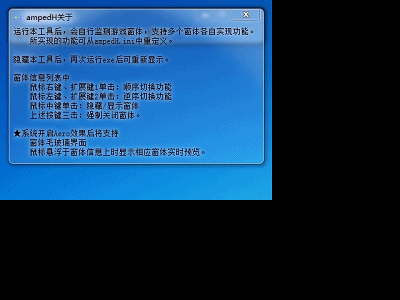 ampedH关于
运行本工具后，会自行监测游戏窗体，支持多个窗体各自实现功能。
所实现的功能可从ampedH.ini中重定义。
隐藏本工具后，再次运行exe后可重新显示。
窗体信息列表中
鼠标右键、扩展键1单击：顺序切换功能
鼠标左键、扩展键2单击：逆序切换功能
鼠标中键单击：隐藏/显示窗体
上述按键三击：强制关闭窗体。
★系统开启Aero效果后将支持
窗体毛玻璃界面
鼠标悬浮于窗体信息上时显示相应窗体实时预览。